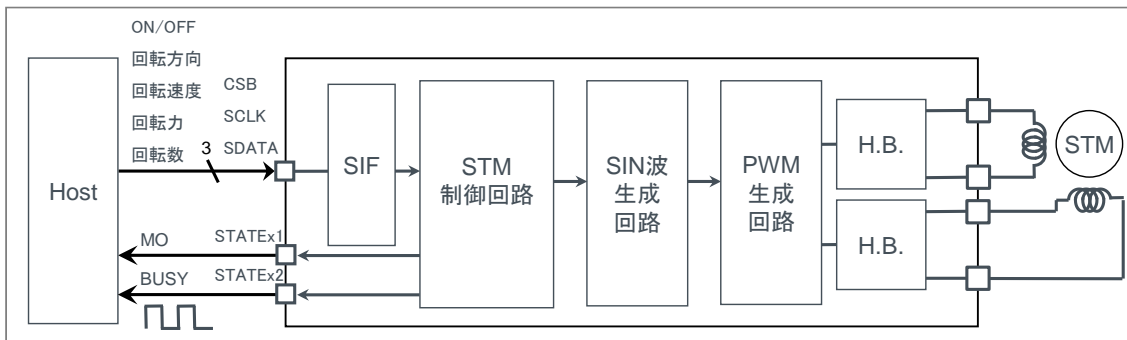 ON/OFF
回転方向
回転速度
回転力
回転数
CSB
SCLK
3 SDATA
Host
MO
BUSY
STATEx1
STATEx2
SIF
STM
制御回路
SIN波
生成
回路
PWM
生成
回路
H.B.
H.B.
STM